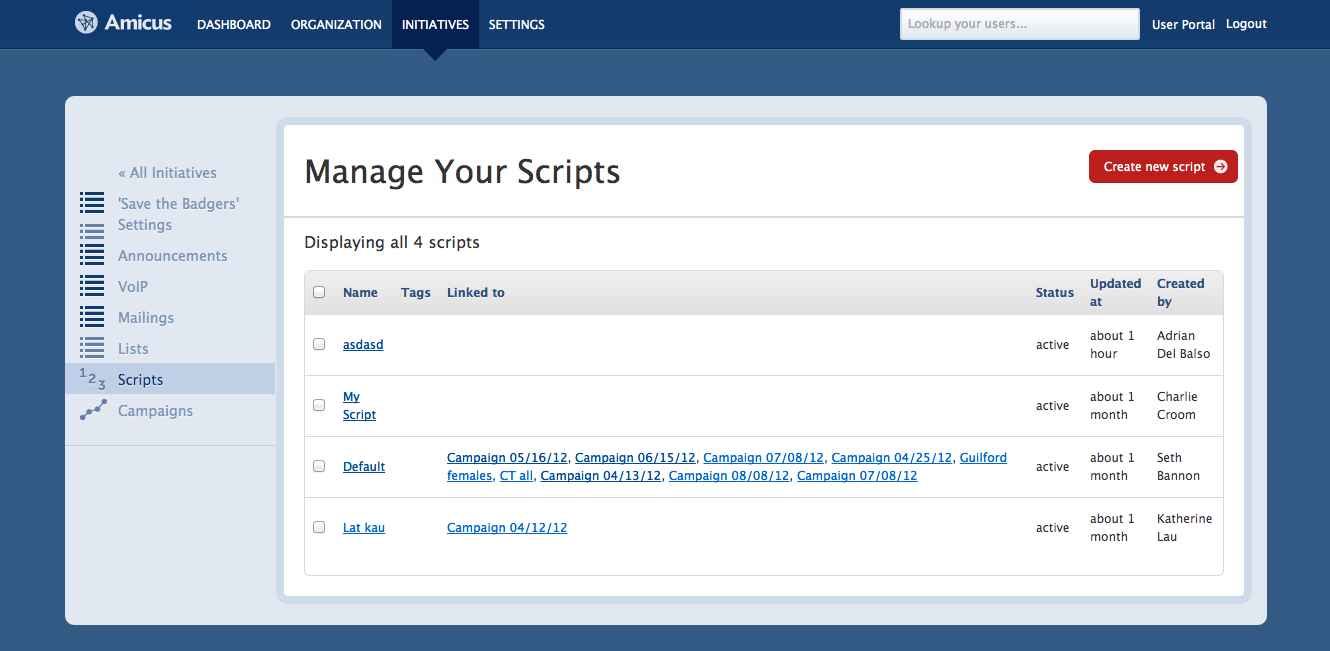 Amicus DASHBOARD ORGANIZATION INITIATIVES SETTINGS Lookup your users... User Portal Logout
« All Initiatives
'Save the Badgers'
Settings
Announcements
VoIP
Mailings
Lists
123 Scripts
Campaigns
Manage Your Scripts
Create new script
Displaying all 4 scripts
Name Tags Linked to Status Updated at Created by
asdasd active about 1 hour Adrian Del Balso
My Script active about 1 month Charlie Croom
Default Campaign 05/16/12, Campaign 06/15/12, Campaign 07/08/12, Campaign 04/25/12, Guilford
females, CT all, Campaign 04/13/12, Campaign 08/08/12, Campaign 07/08/12 active about 1 month Seth Bannon
Lat kau Campaign 04/12/12 active about 1 month Katherine Lau